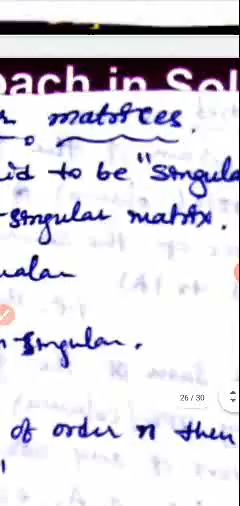 oach in Sol
matrices.
id to be "Singula
-singular matrix.
ular
n-singular.
26/30
of order n then